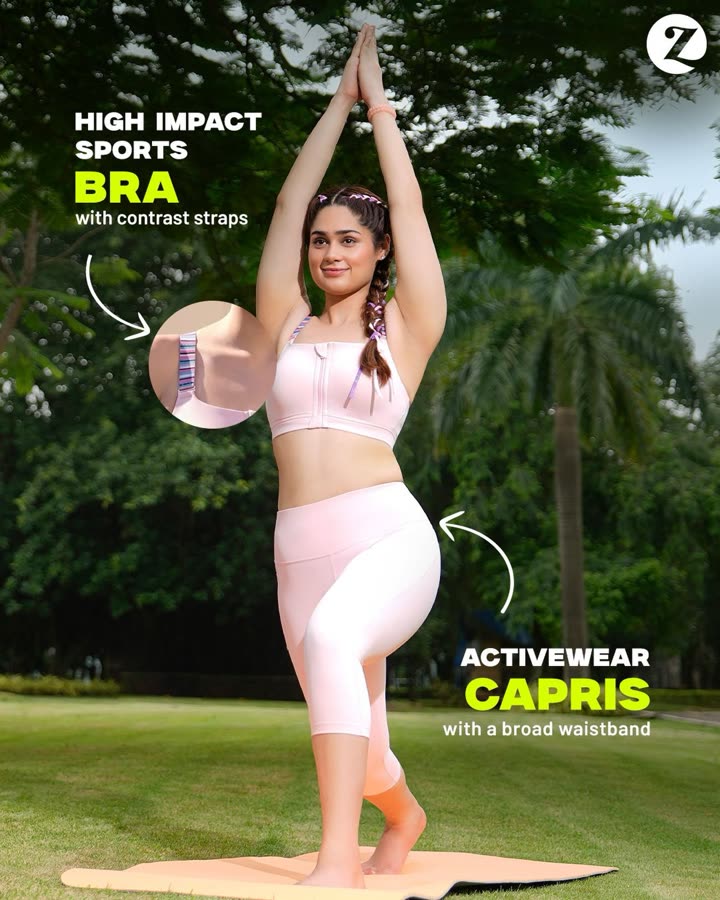 Z
HIGH IMPACT
SPORTS
BRA
with contrast straps
ACTIVEWEAR
CAPRIS
with a broad waistband